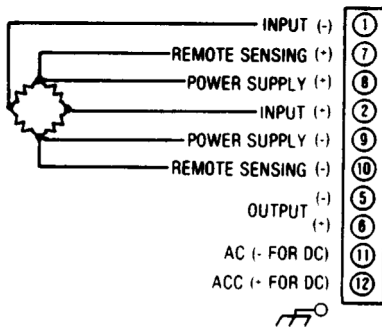 INPUT (-) 1
REMOTE SENSING (+) 7
POWER SUPPLY (+) 8
INPUT (+) 2
POWER SUPPLY (-) 9
REMOTE SENSING (-) 10
(-) 5
OUTPUT
(+) 6
AC (- FOR DC) 11
ACC (+ FOR DC) 12